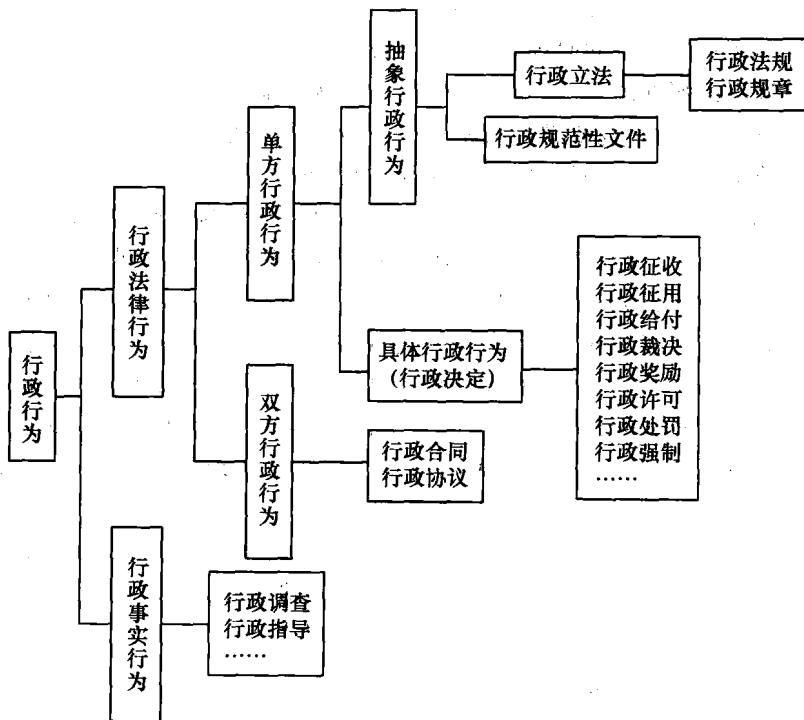 行政行为
行政法律行为
行政事实行为
单方行政行为
双方行政行为
行政调查
行政指导
……
抽象行政行为
具体行政行为
（行政决定）
行政合同
行政协议
行政立法
行政规范性文件
行政法规
行政规章
行政征收
行政征用
行政给付
行政裁决
行政奖励
行政许可
行政处罚
行政强制
……